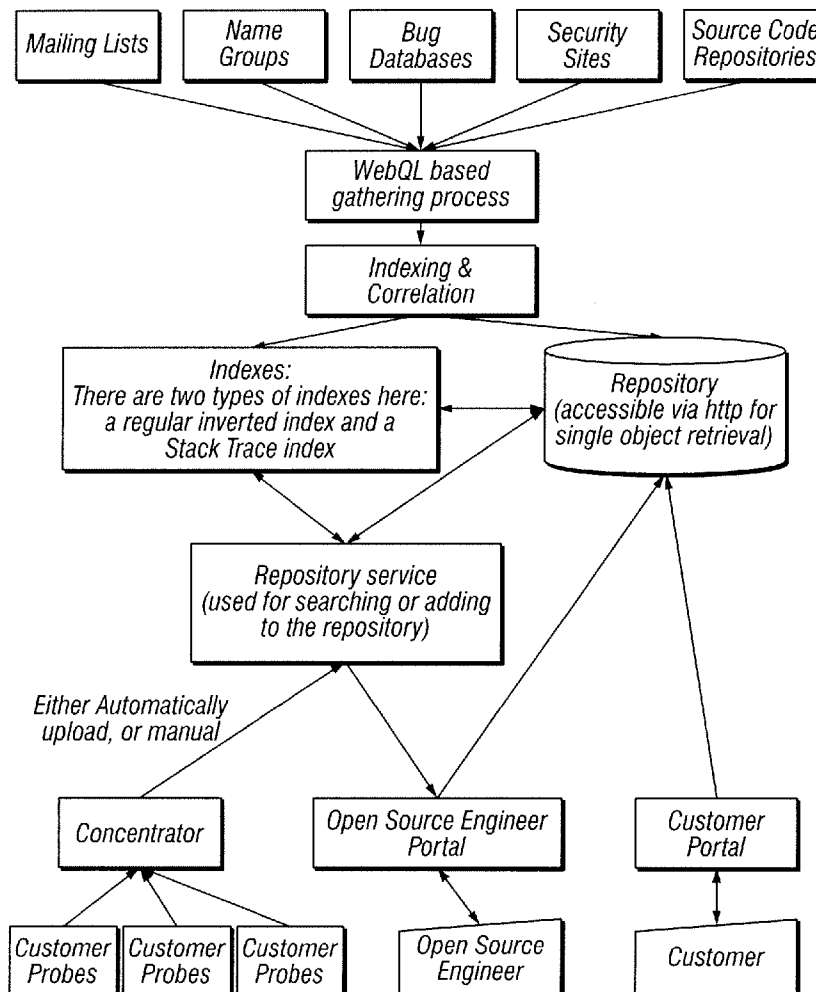 Mailing Lists
Name
Groups
Bug
Databases
Security
Sites
Source Code
Repositories
WebQL based
gathering process
Indexing &
Correlation
Indexes:
There are two types of indexes here:
a regular inverted index and a
Stack Trace index
Repository
(accessible via http for
single object retrieval)
Repository service
(used for searching or adding
to the repository)
Either Automatically
upload, or manual
Concentrator
Open Source Engineer
Portal
Customer
Portal
Customer
Probes
Customer
Probes
Customer
Probes
Open Source
Engineer
Customer